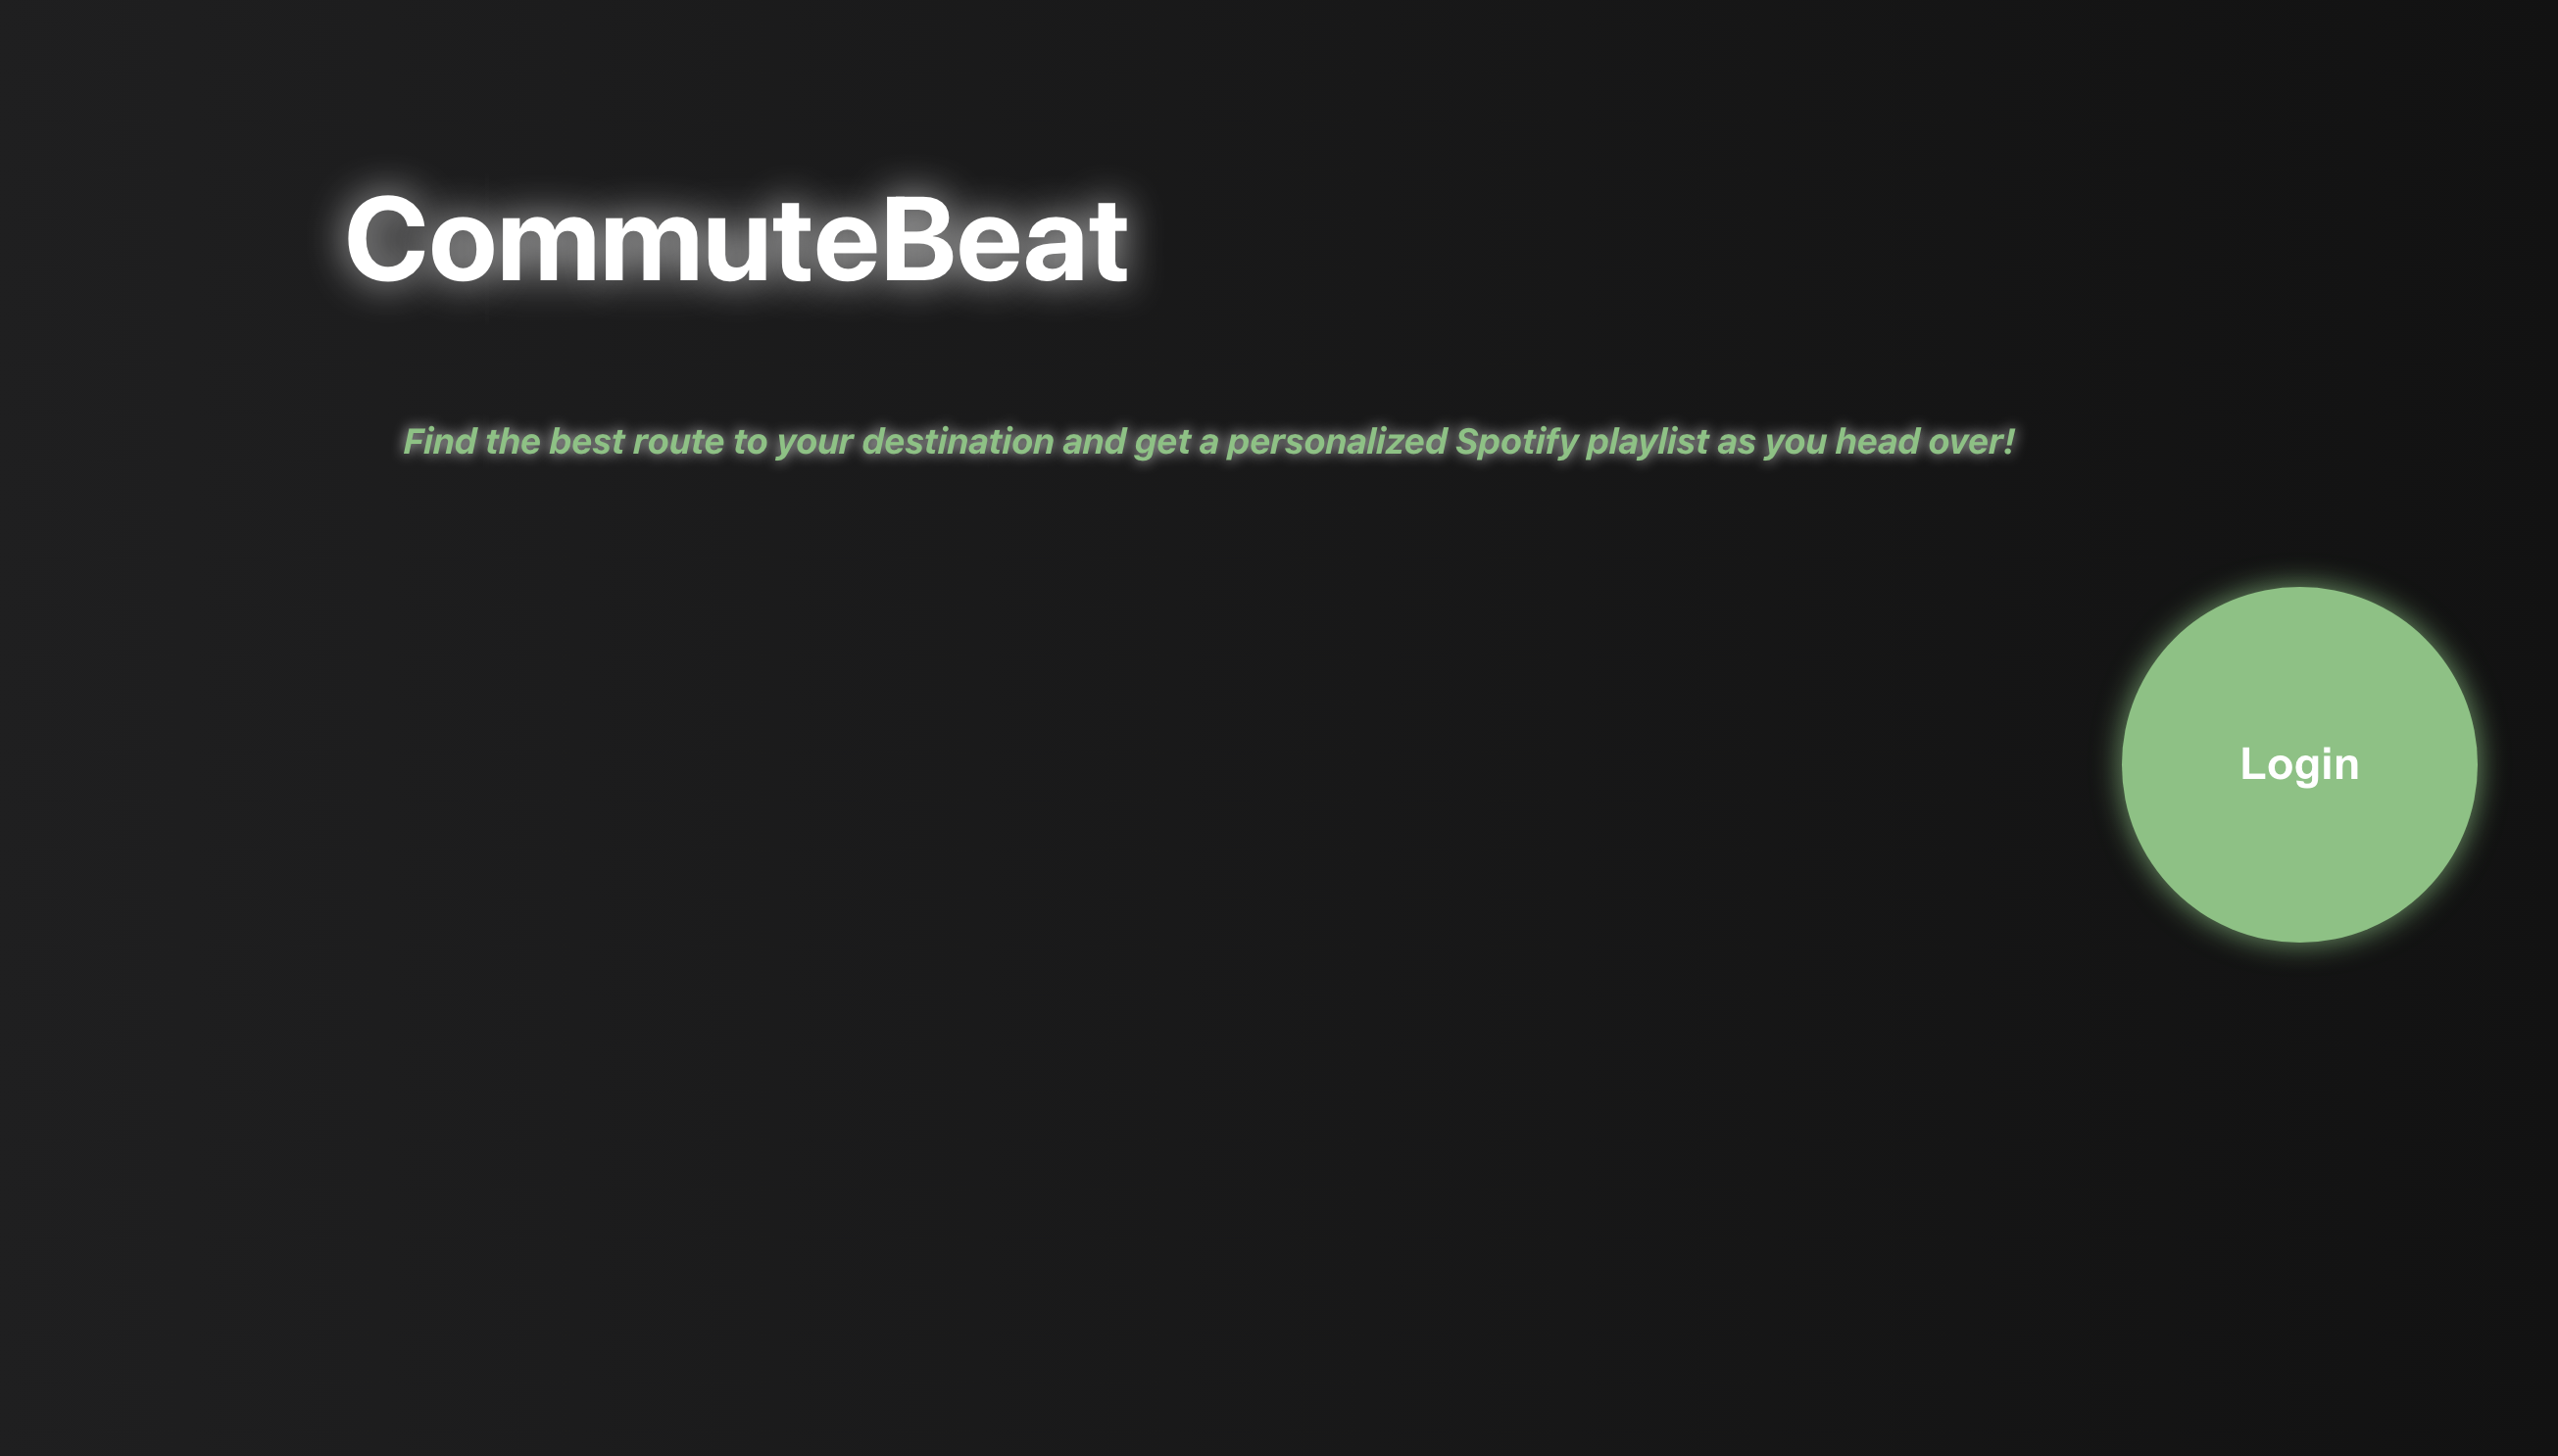 CommuteBeat
Find the best route to your destination and get a personalized Spotify playlist as you head over!
Login